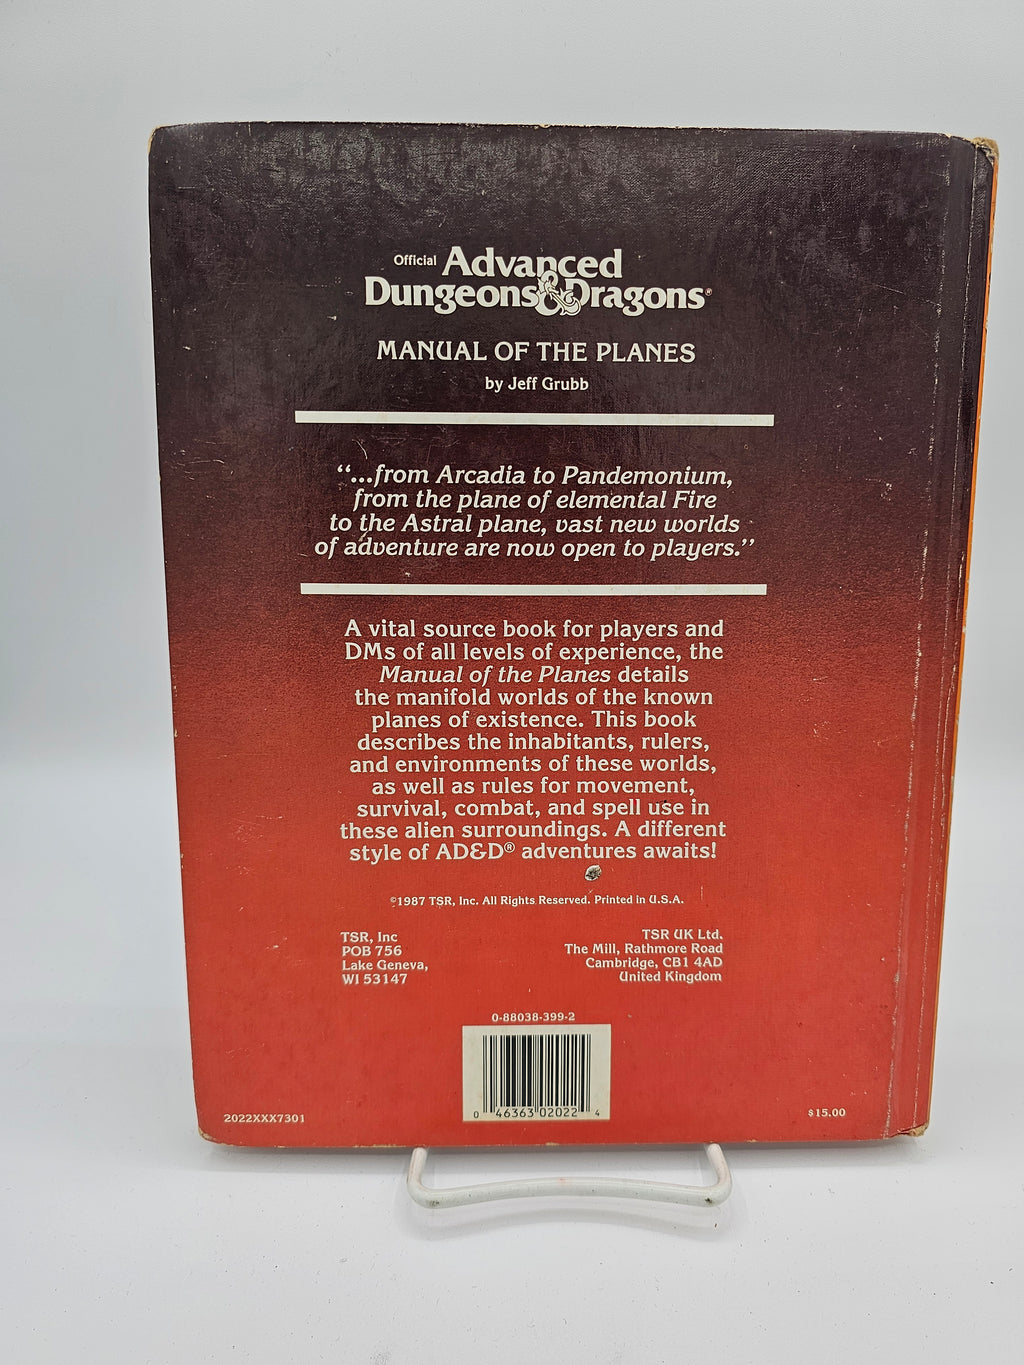 Official Advanced
Dungeons & Dragons®
MANUAL OF THE PLANES
by Jeff Grubb
“...from Arcadia to Pandemonium,
from the plane of elemental Fire
to the Astral plane, vast new worlds
of adventure are now open to players.”
A vital source book for players and
DMs of all levels of experience, the
Manual of the Planes details
the manifold worlds of the known
planes of existence. This book
describes the inhabitants, rulers,
and environments of these worlds,
as well as rules for movement,
survival, combat, and spell use in
these alien surroundings. A different
style of AD&D® adventures awaits!
©1987 TSR, Inc. All Rights Reserved. Printed in U.S.A.
TSR, Inc
POB 756
Lake Geneva,
WI 53147
TSR UK Ltd.
The Mill, Rathmore Road
Cambridge, CB1 4AD
United Kingdom
0-88038-399-2
0 46363 02022 4
2022XXX7301
$15.00